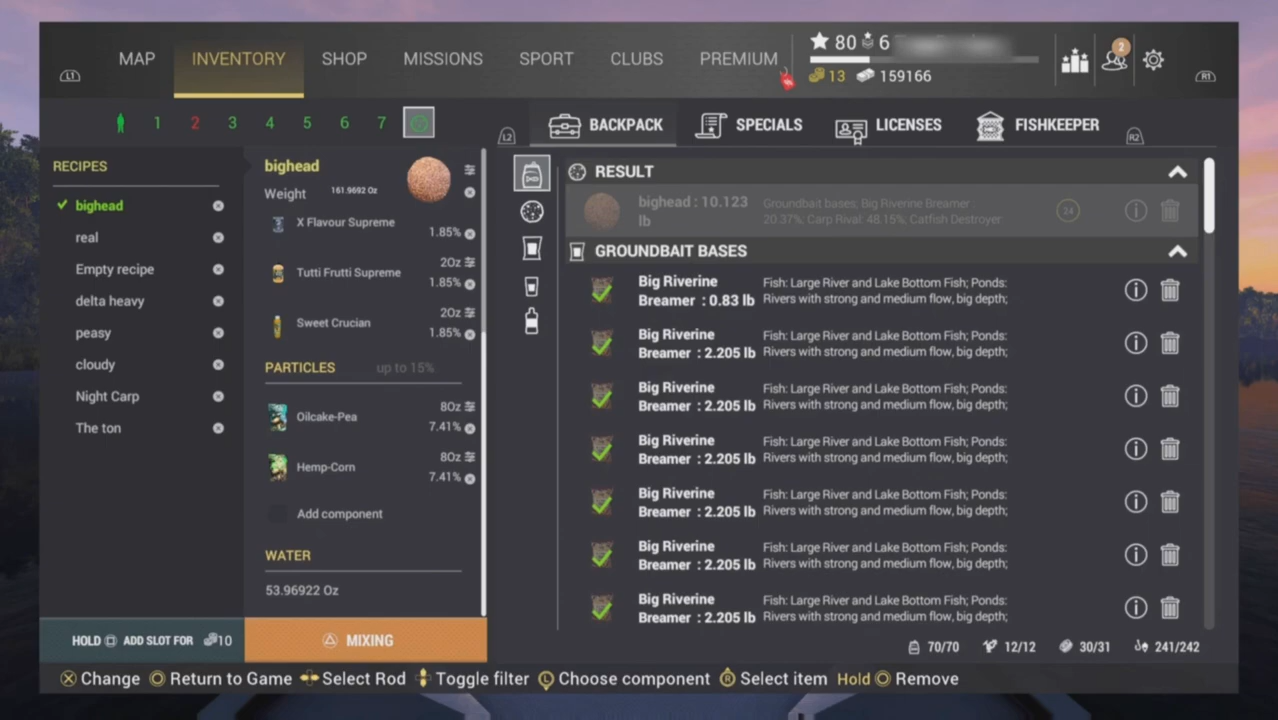 MAP
INVENTORY
SHOP
MISSIONS
SPORT
CLUBS
PREMIUM
80 6
13 159166
2
L1
R1
1 2 3 4 5 6 7
L2
BACKPACK
SPECIALS
LICENSES
FISHKEEPER
R2
RECIPES
bighead
real
Empty recipe
delta heavy
peasy
cloudy
Night Carp
The ton
HOLD ADD SLOT FOR 10
bighead
Weight 161.9692 Oz
X Flavour Supreme
1.85%
2Oz
Tutti Frutti Supreme
1.85%
2Oz
Sweet Crucian
1.85%
PARTICLES up to 15%
8Oz
Oilcake-Pea
7.41%
8Oz
Hemp-Corn
7.41%
Add component
WATER
53.96922 Oz
MIXING
RESULT
bighead : 10.123 lb
Groundbait bases; Big Riverine Breamer :
20.37%; Carp Rival: 48.15%; Catfish Destroyer
24
GROUNDBAIT BASES
Big Riverine Breamer : 0.83 lb
Fish: Large River and Lake Bottom Fish; Ponds:
Rivers with strong and medium flow, big depth;
Big Riverine Breamer : 2.205 lb
Fish: Large River and Lake Bottom Fish; Ponds:
Rivers with strong and medium flow, big depth;
Big Riverine Breamer : 2.205 lb
Fish: Large River and Lake Bottom Fish; Ponds:
Rivers with strong and medium flow, big depth;
Big Riverine Breamer : 2.205 lb
Fish: Large River and Lake Bottom Fish; Ponds:
Rivers with strong and medium flow, big depth;
Big Riverine Breamer : 2.205 lb
Fish: Large River and Lake Bottom Fish; Ponds:
Rivers with strong and medium flow, big depth;
Big Riverine Breamer : 2.205 lb
Fish: Large River and Lake Bottom Fish; Ponds:
Rivers with strong and medium flow, big depth;
Big Riverine Breamer : 2.205 lb
Fish: Large River and Lake Bottom Fish; Ponds:
Rivers with strong and medium flow, big depth;
70/70 12/12 30/31 241/242
Change Return to Game Select Rod Toggle filter L Choose component R Select item Hold Remove